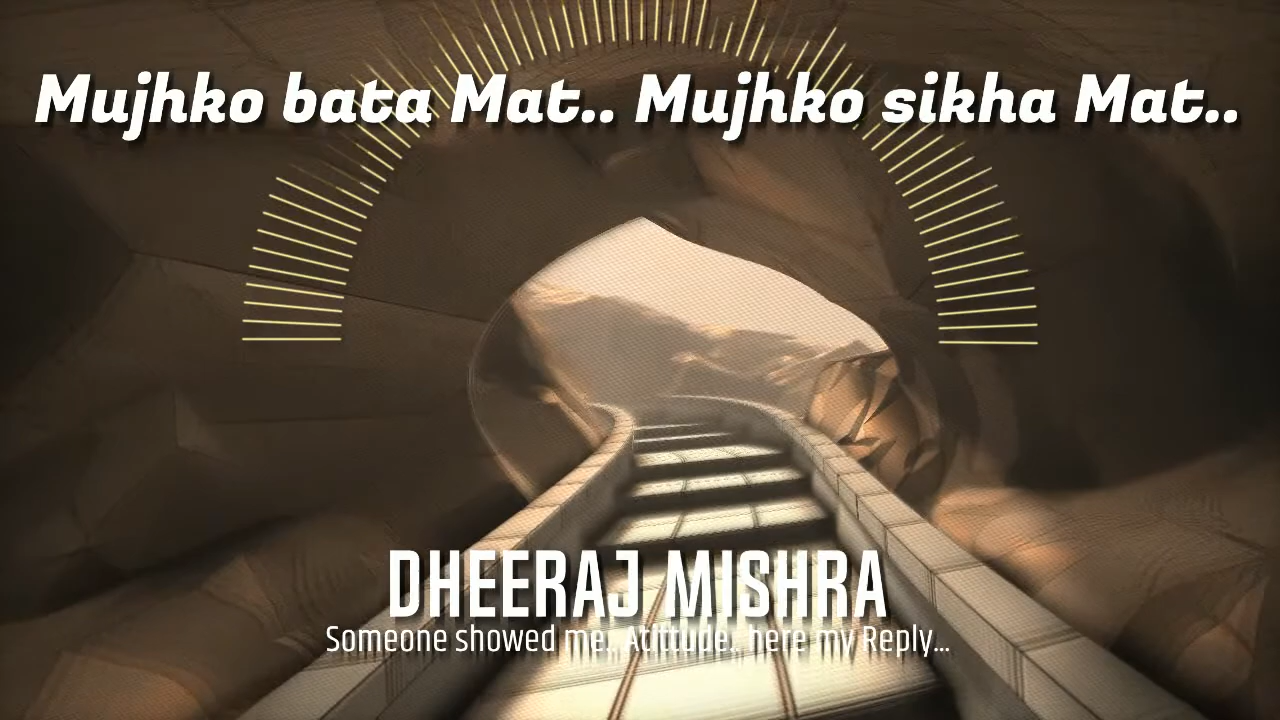 Mujhko bata Mat.. Mujhko sikha Mat..
DHEERAJ MISHRA
Someone showed me.. Atittude.. here my Reply...